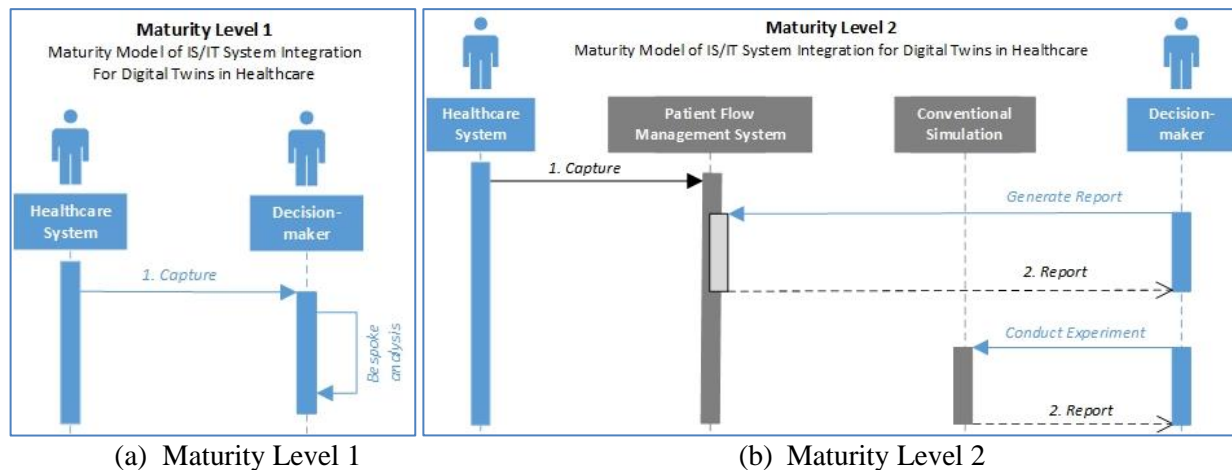 Maturity Level 1
Maturity Model of IS/IT System Integration
For Digital Twins in Healthcare
Healthcare
System
Decision-
maker
1. Capture
Bespoke
analysis
(a) Maturity Level 1
Maturity Level 2
Maturity Model of IS/IT System Integration for Digital Twins in Healthcare
Healthcare
System
Patient Flow
Management System
Conventional
Simulation
Decision-
maker
1. Capture
Generate Report
2. Report
Conduct Experiment
2. Report
(b) Maturity Level 2